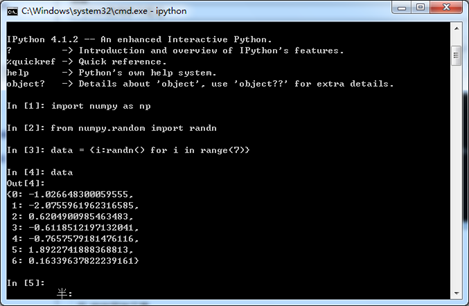 C:\Windows\system32\cmd.exe - ipython
IPython 4.1.2 -- An enhanced Interactive Python.
?         -> Introduction and overview of IPython's features.
%quickref -> Quick reference.
help      -> Python's own help system.
object?   -> Details about 'object', use 'object??' for extra details.
In [1]: import numpy as np
In [2]: from numpy.random import randn
In [3]: data = {i:randn() for i in range(7)}
In [4]: data
Out[4]:
{0: -1.026648300059555,
1: -2.0755961962316585,
2: 0.6204900985463483,
3: -0.6118512197132041,
4: -0.7657579181476116,
5: 1.8922741888368813,
6: 0.16339637822239161}
In [5]:
半: